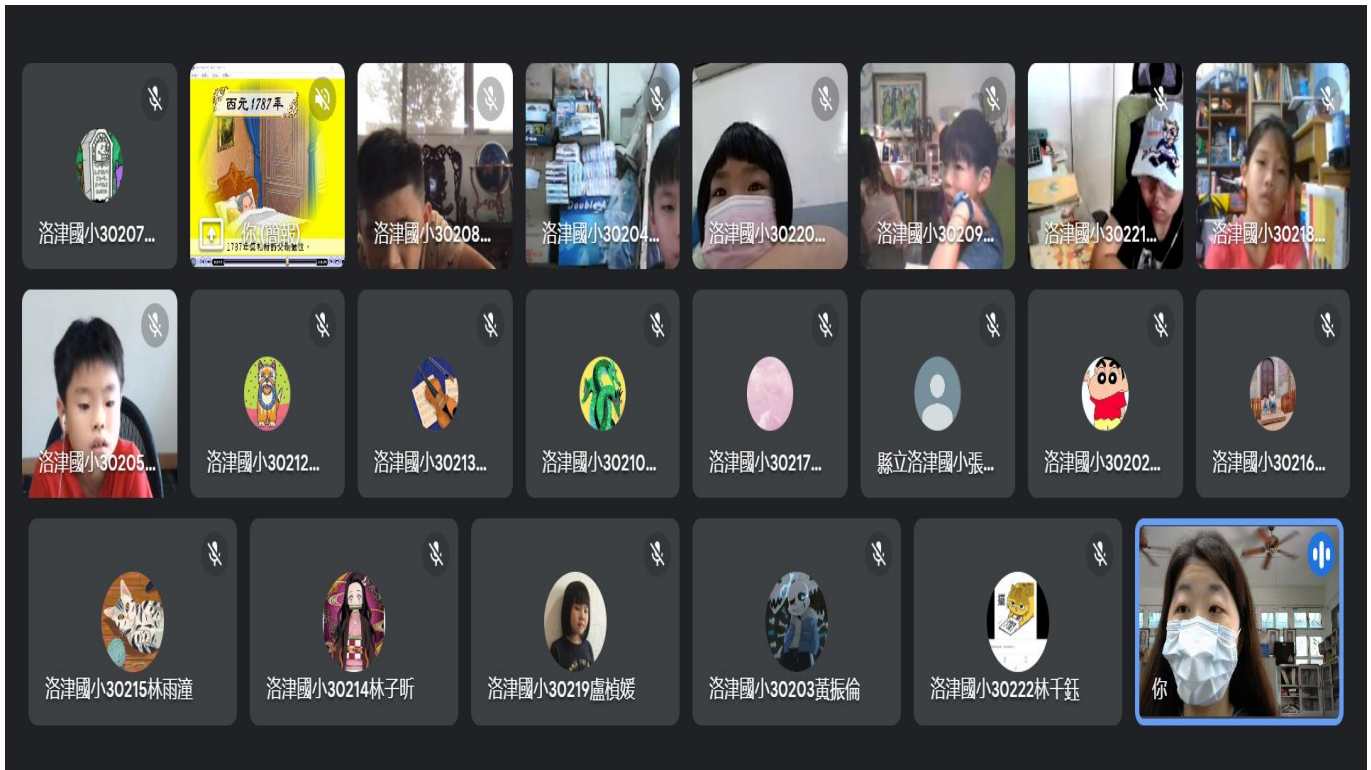 洛津國小30207...
西元1787年
你(簡報)
洛津國小30208...
洛津國小30204...
洛津國小30220...
洛津國小30209...
洛津國小30221...
洛津國小30218...
洛津國小30205...
洛津國小30212...
洛津國小30213...
洛津國小30210...
洛津國小30217...
縣立洛津國小張...
洛津國小30202...
洛津國小30216...
洛津國小30215林雨潼
洛津國小30214林子昕
洛津國小30219盧楨媛
洛津國小30203黃振倫
洛津國小30222林千鈺
你